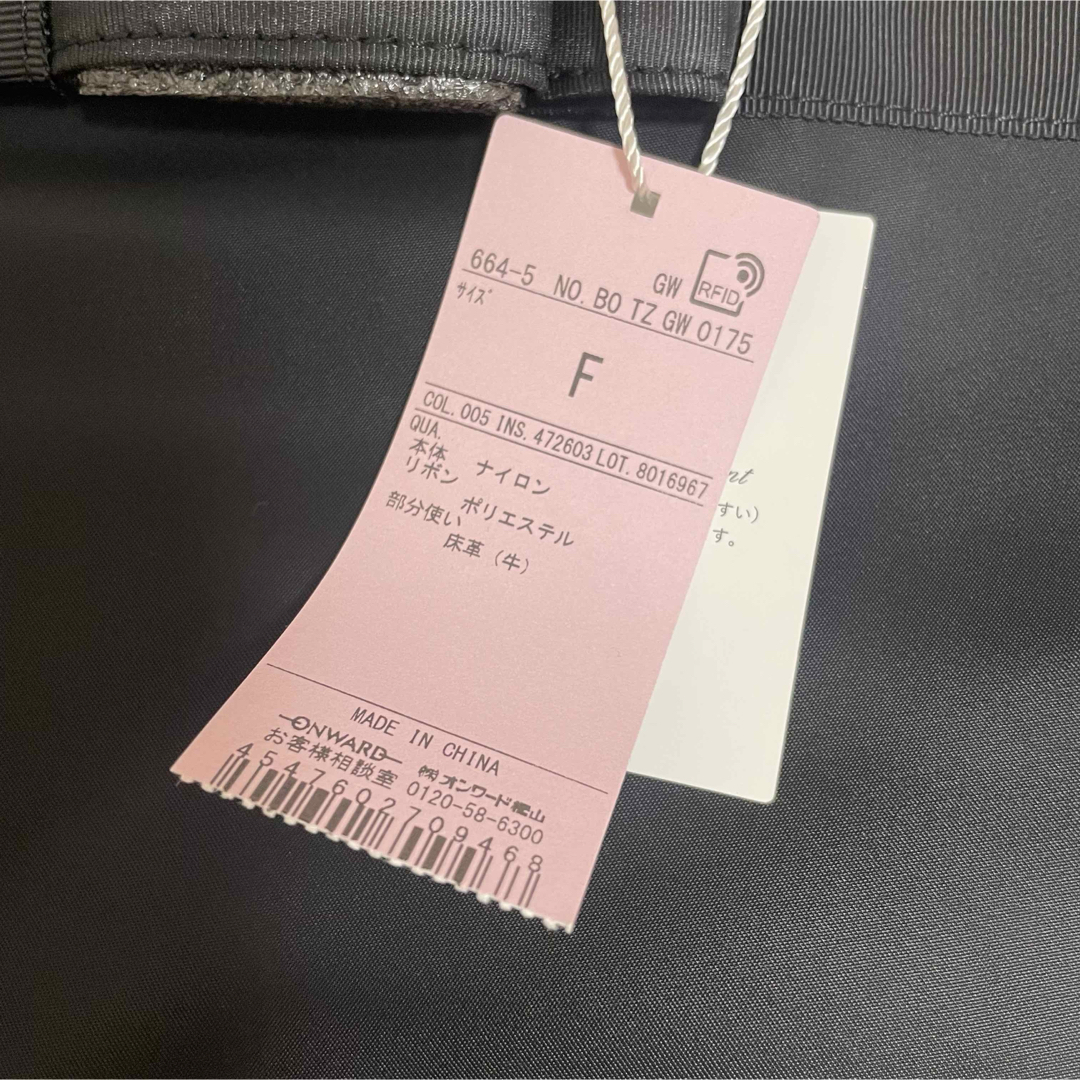 GW RFID
664-5 NO. BO TZ GW 0175
サイズ
F
COL. 005 INS. 472603 LOT. 8016967
QUA.
本体 ナイロン
リボン ポリエステル
部分使い
床革 (牛)
MADE IN CHINA
ONWARD ㈱オンワード樫山
お客様相談室 0120-58-6300
4547602709468
nt
すい)
す。